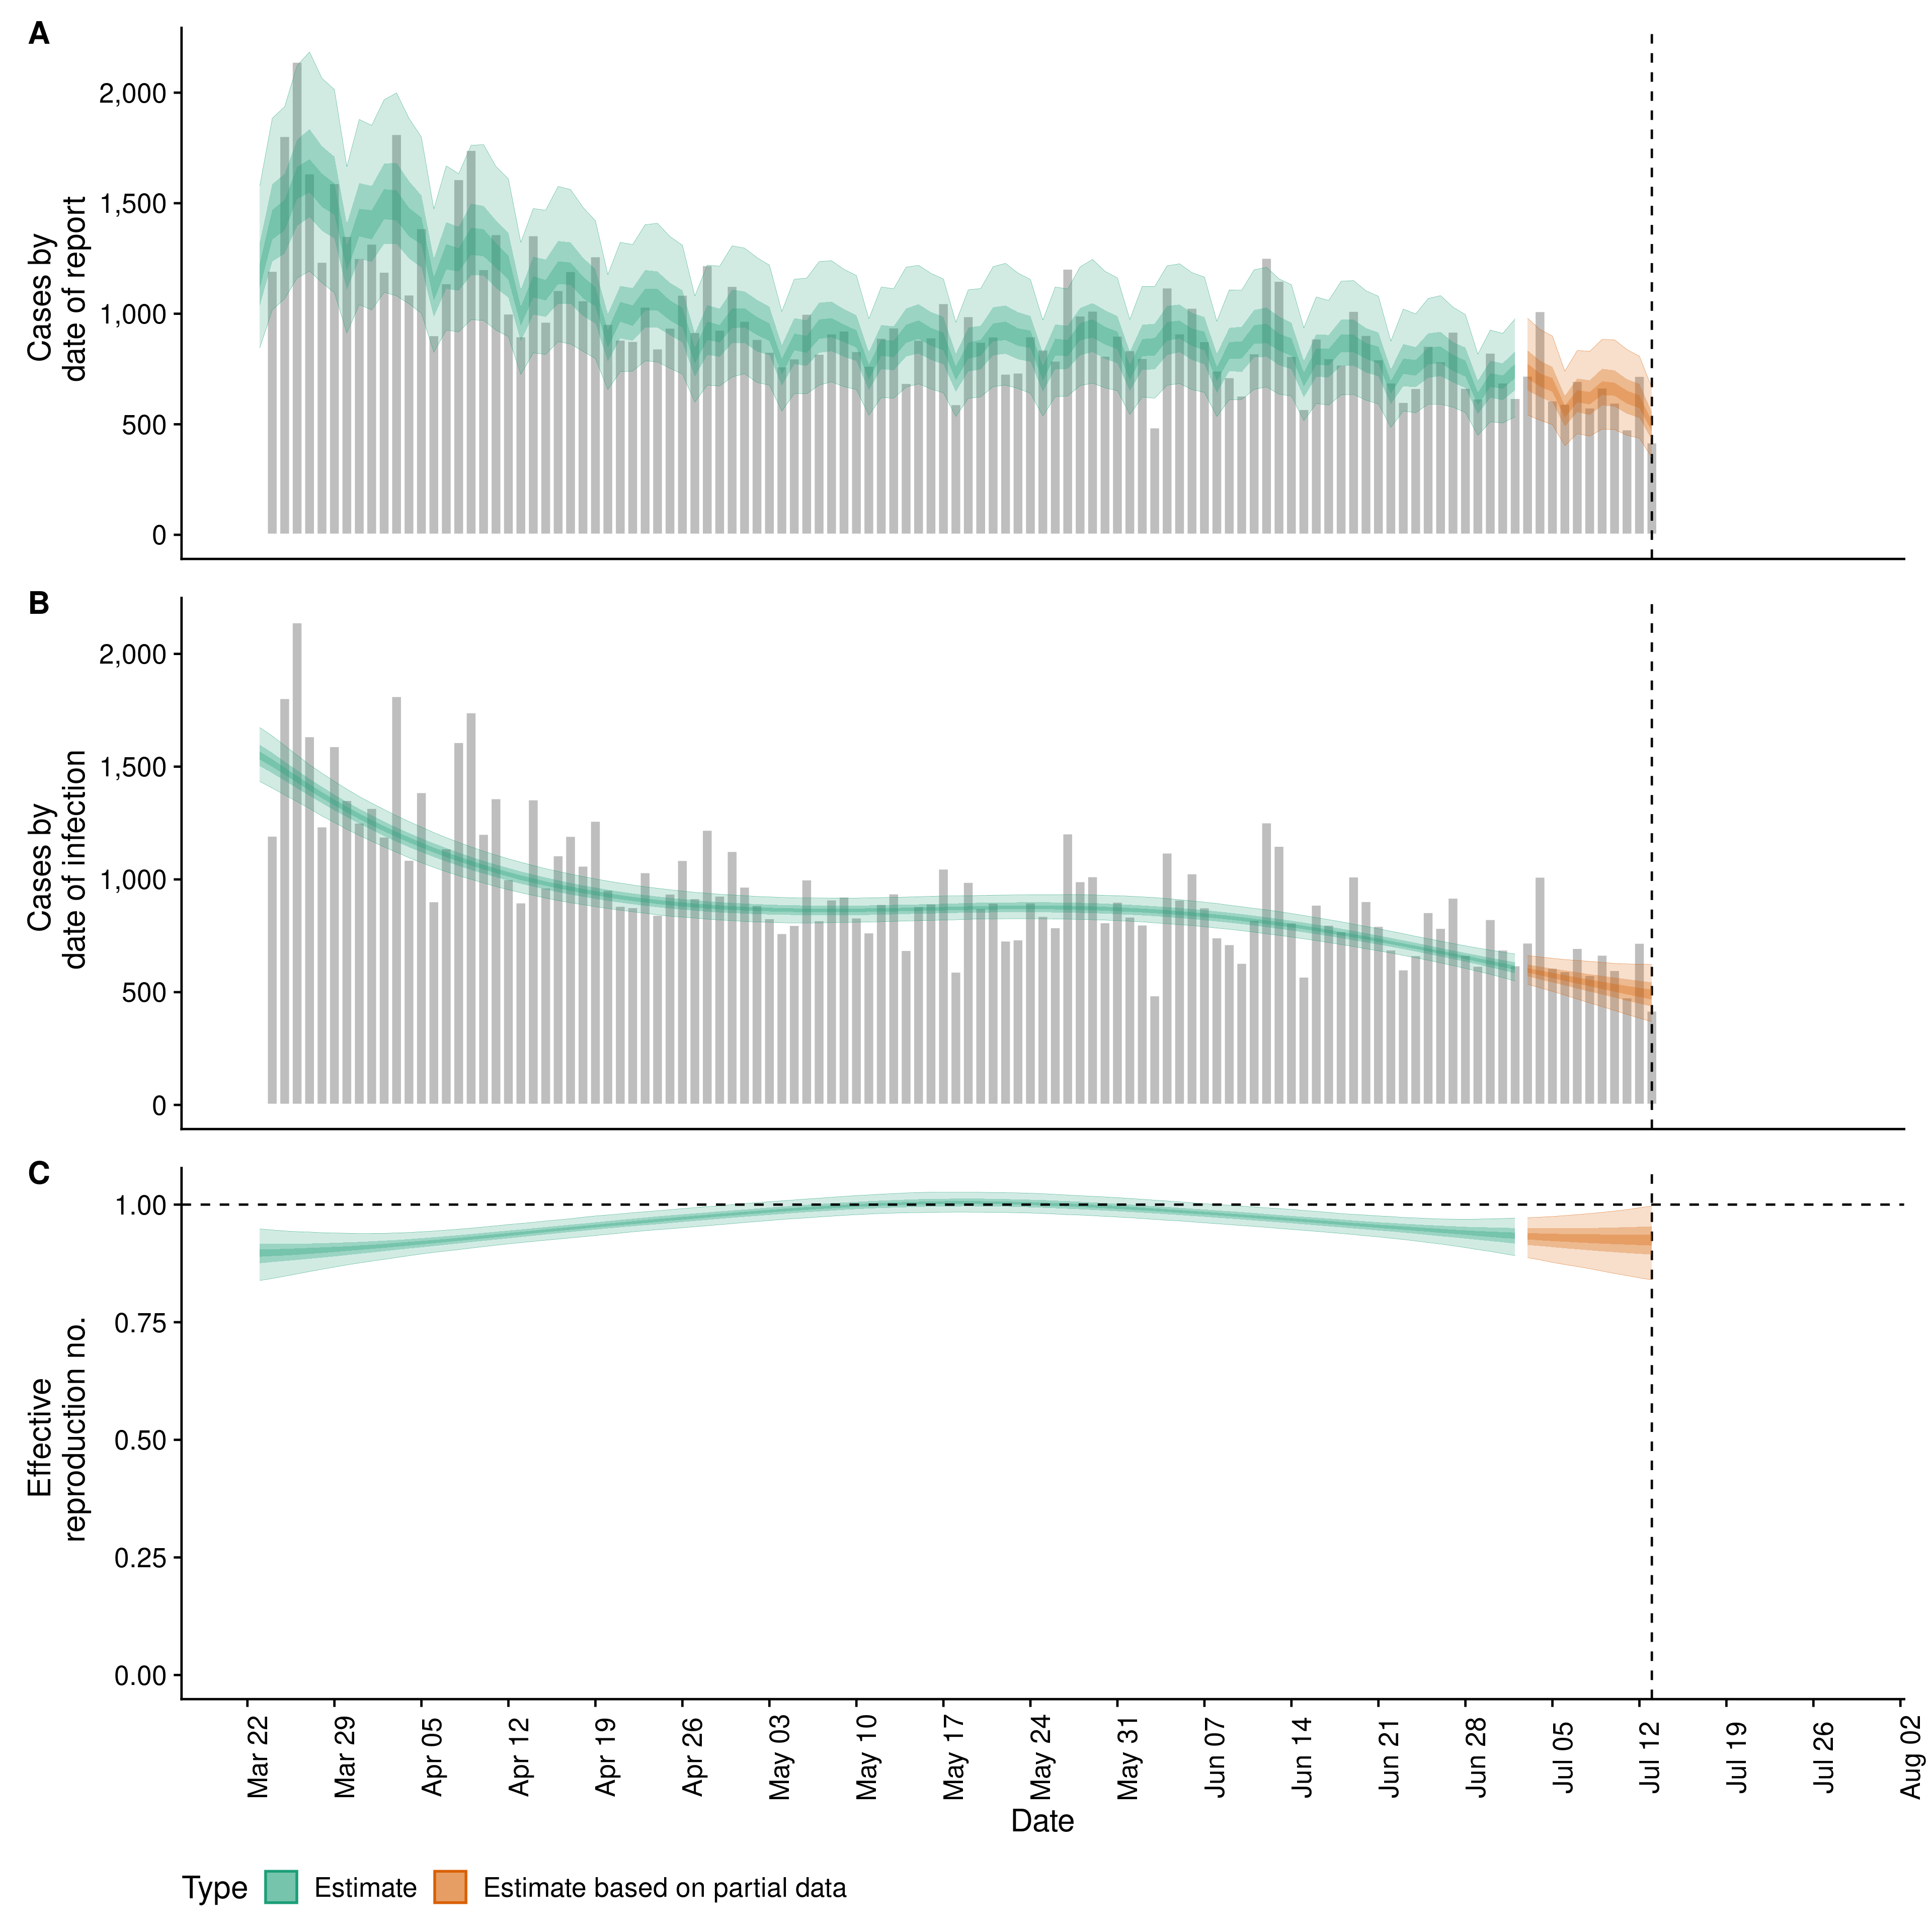 A
Cases by
date of report
2,000
1,500
1,000
500
0
B
Cases by
date of infection
2,000
1,500
1,000
500
0
C
Effective
reproduction no.
1.00
0.75
0.50
0.25
0.00
Mar 22
Mar 29
Apr 05
Apr 12
Apr 19
Apr 26
May 03
May 10
May 17
May 24
May 31
Jun 07
Jun 14
Jun 21
Jun 28
Jul 05
Jul 12
Jul 19
Jul 26
Aug 02
Date
Type Estimate Estimate based on partial data